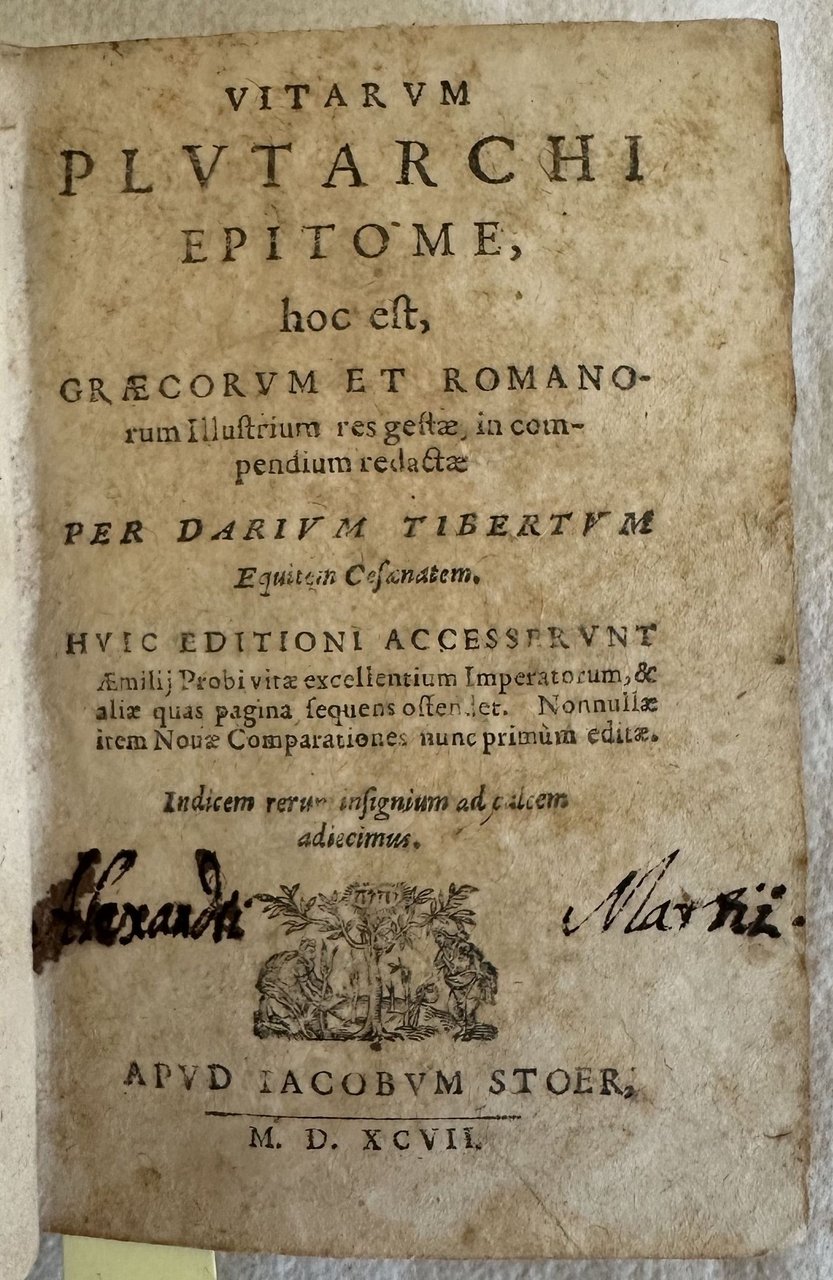 VITARVM
PLVTARCHI
EPITOME,
hoc eſt,
GRÆCORVM ET ROMANO-
rum Illuſtrium res geſtæ, in com-
pendium redactæ
PER DARIVM TIBERTVM
Equitem Ceſænatem.
HVIC EDITIONI ACCESSERVNT
Æmilij Probi vitæ excellentium Imperatorum, &
aliæ quas pagina ſequens oſtendet. Nonnullæ
item Nouæ Comparationes nunc primùm editæ.
Indicem rerum inſignium ad calcem
adiecimus.
Alexandri
APVD IACOBVM STOER,
M. D. XCVII.